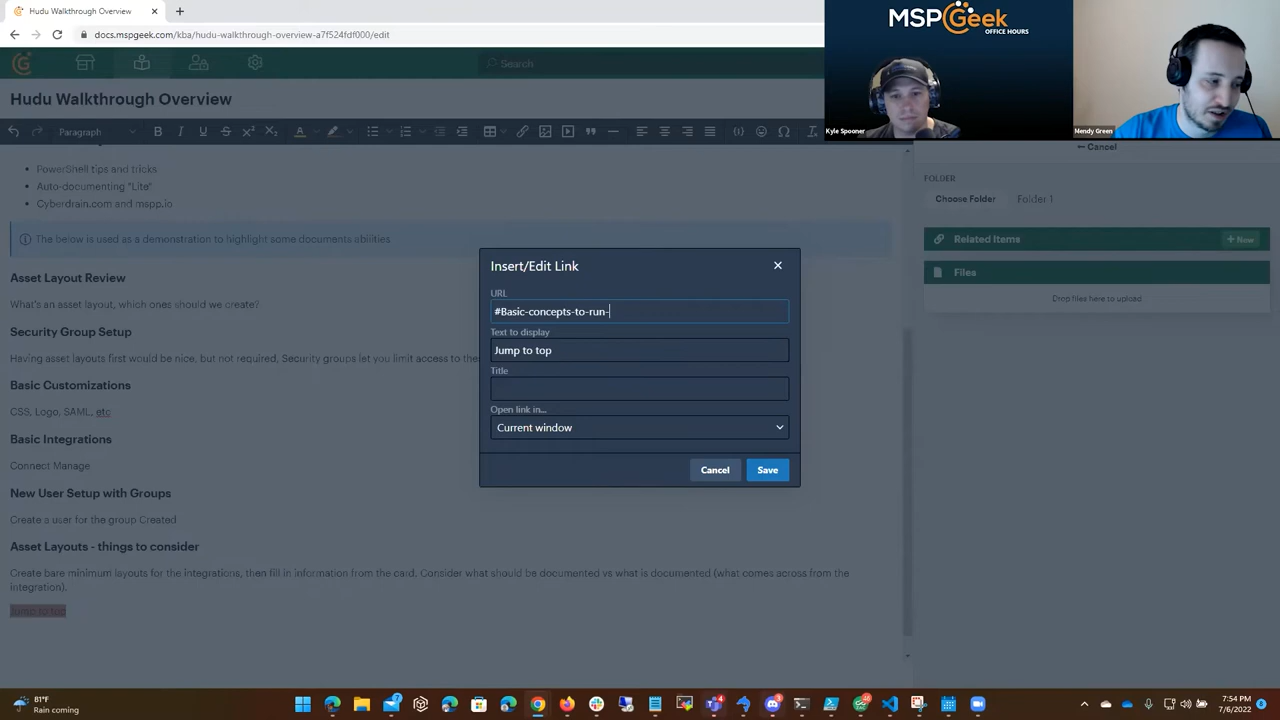 Hudu Walkthrough Overview
docs.mspgeek.com/kba/hudu-walkthrough-overview-a7f524fdf000/edit
MSPGeek
OFFICE HOURS
Kyle Spooner
Mendy Green
Search
Hudu Walkthrough Overview
Paragraph
Cancel
PowerShell tips and tricks
Auto-documenting "Lite"
Cyberdrain.com and mspp.io
The below is used as a demonstration to highlight some documents abilities
Asset Layout Review
What's an asset layout, which ones should we create?
Security Group Setup
Having asset layouts first would be nice, but not required. Security groups let you limit access to the
Basic Customizations
CSS, Logo, SAML, etc
Basic Integrations
Connect Manage
New User Setup with Groups
Create a user for the group Created
Asset Layouts - things to consider
Create bare minimum layouts for the integrations, then fill in information from the card. Consider what should be documented vs what is documented (what comes across from the
integration).
Jump to top
Insert/Edit Link
URL
#Basic-concepts-to-run-
Text to display
Jump to top
Title
Open link in...
Current window
Cancel
Save
FOLDER
Choose Folder
Folder 1
Related Items
New
Files
Drop files here to upload
81°F
Rain coming
7:54 PM
7/6/2022